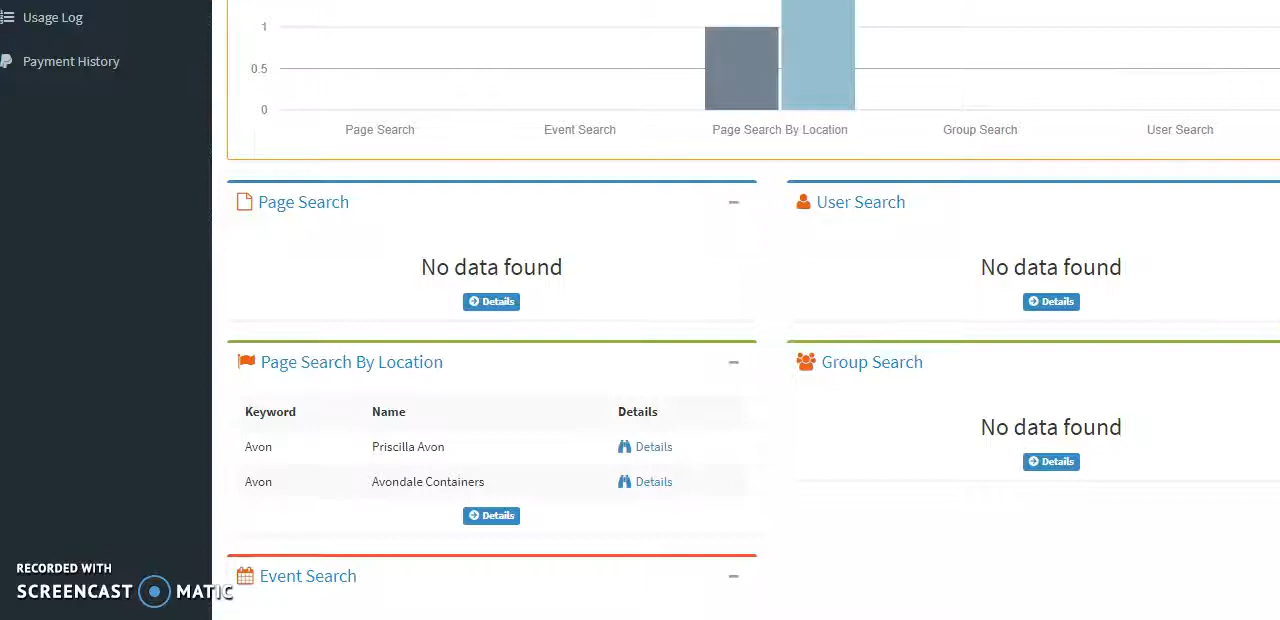 Usage Log
Payment History
1
0.5
0
Page Search Event Search Page Search By Location Group Search User Search
Page Search
No data found
Details
User Search
No data found
Details
Page Search By Location
Keyword Name Details
Avon Priscilla Avon Details
Avon Avondale Containers Details
Details
Group Search
No data found
Details
Event Search
RECORDED WITH
SCREENCAST MATIC